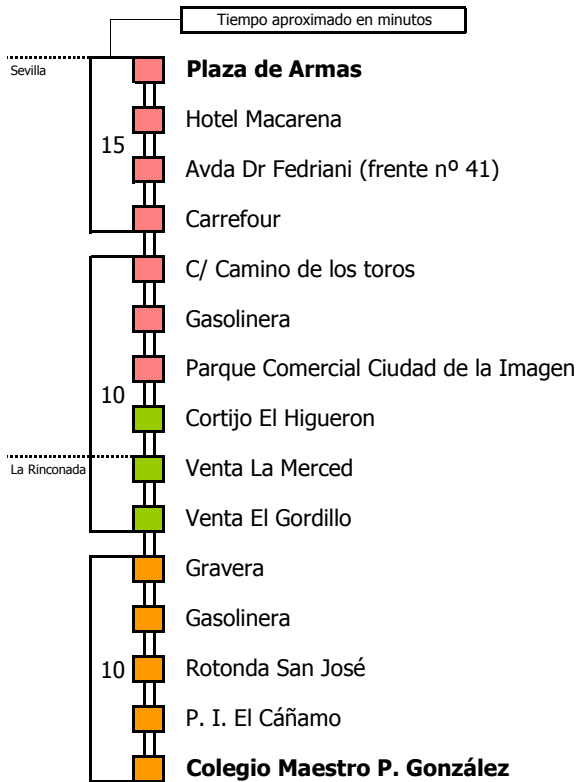 Tiempo aproximado en minutos
Sevilla
Plaza de Armas
Hotel Macarena
15
Avda Dr Fedriani (frente nº 41)
Carrefour
C/ Camino de los toros
Gasolinera
Parque Comercial Ciudad de la Imagen
10
Cortijo El Higueron
La Rinconada
Venta La Merced
Venta El Gordillo
Gravera
Gasolinera
10
Rotonda San José
P. I. El Cáñamo
Colegio Maestro P. González